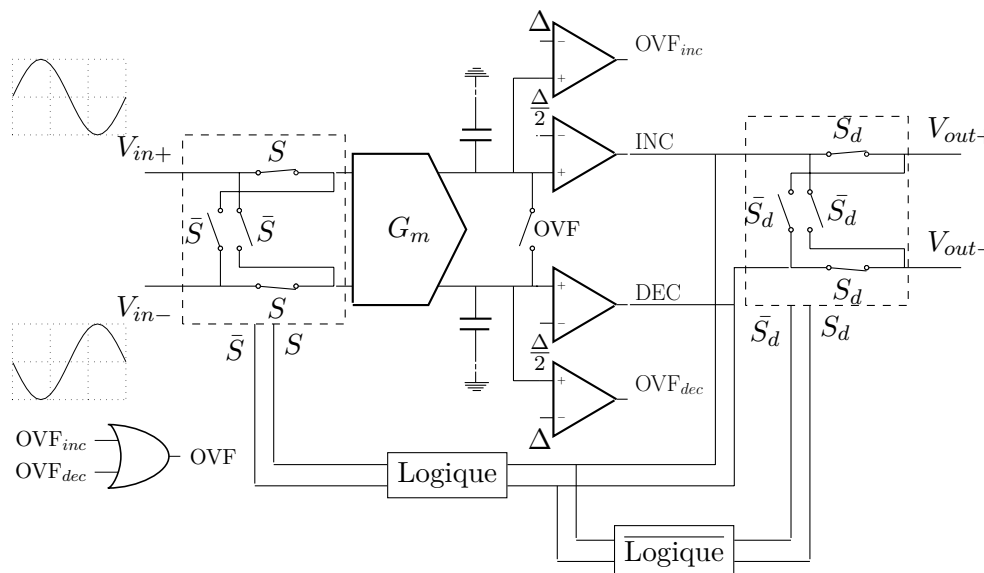 Δ
OVF_inc
Δ/2
INC
V_in+
S
S̄
S̄
G_m
OVF
S_d
V_out-
S̄_d
S̄_d
V_out-
V_in-
S
DEC
S_d
S̄
S
Δ/2
S̄_d
S_d
OVF_dec
Δ
OVF_inc
OVF_dec
OVF
Logique
L̅o̅g̅i̅q̅u̅e̅